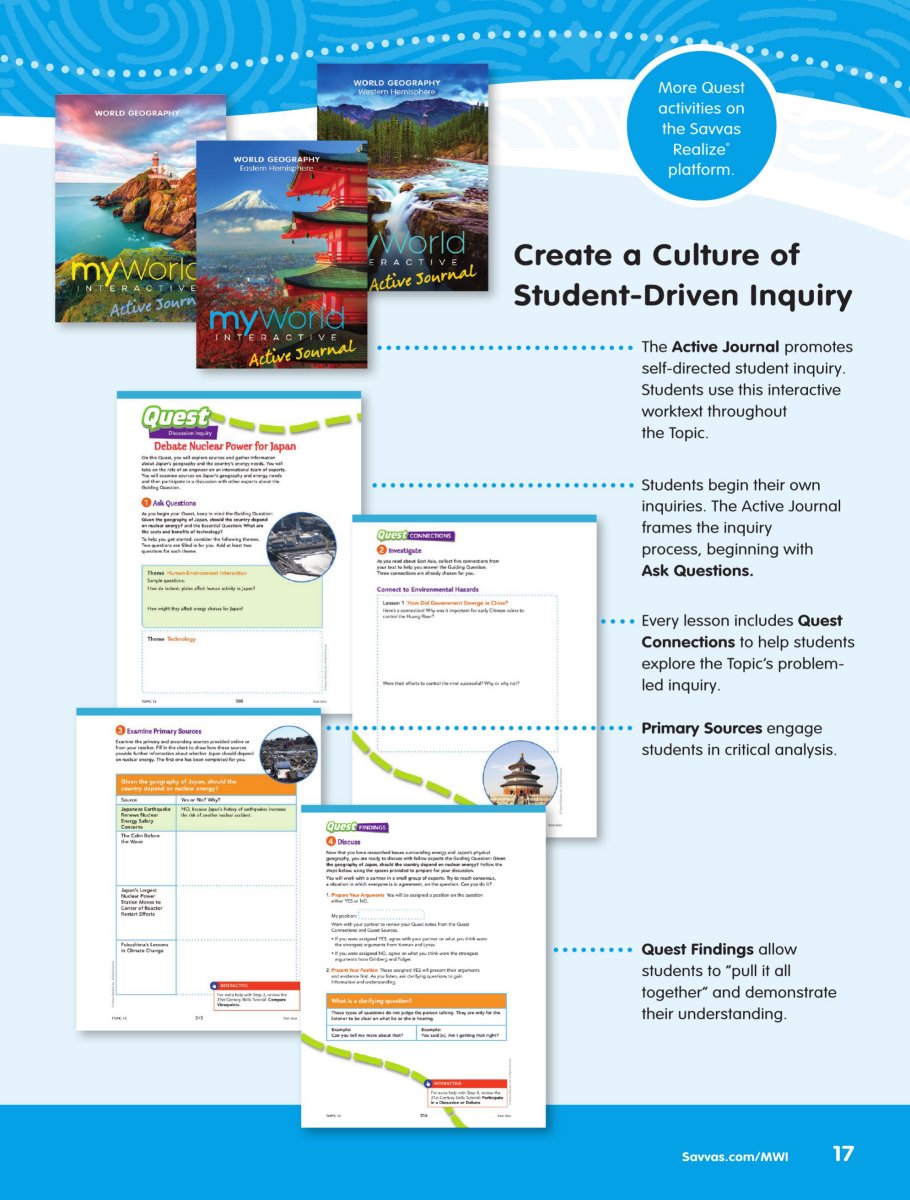 More Quest
activities on
the Savvas
Realize®
platform.
WORLD GEOGRAPHY
myWorld
INTERACTIVE
Active Journ
WORLD GEOGRAPHY
Eastern Hemisphere
myWorld
INTERACTIVE
Active Journal
WORLD GEOGRAPHY
Western Hemisphere
yWorld
ERACTIVE
Active Journal
Create a Culture of
Student-Driven Inquiry
The Active Journal promotes
self-directed student inquiry.
Students use this interactive
worktext throughout
the Topic.
Students begin their own
inquiries. The Active Journal
frames the inquiry
process, beginning with
Ask Questions.
Every lesson includes Quest
Connections to help students
explore the Topic's problem-
led inquiry.
Primary Sources engage
students in critical analysis.
Quest Findings allow
students to “pull it all
together” and demonstrate
their understanding.
Quest
Discussion Inquiry
Debate Nuclear Power for Japan
On this Quest, you will explore sources and gather information
about Japan's geography and the country's energy needs. You will
take on the role of an engineer on an international team of experts.
You will examine sources on Japan's geography and energy needs
and then participate in a discussion with other experts about the
Guiding Question.
1 Ask Questions
As you begin your Quest, keep in mind the Guiding Question:
Given the geography of Japan, should the country depend
on nuclear energy? and the Essential Question: What are
the costs and benefits of technology?
To help you get started, consider the following themes.
Two questions are filled in for you. Add at least two
questions for each theme.
Theme Human-Environment Interaction
Sample questions:
How do tectonic plates affect human activity in Japan?
How might they affect energy choices for Japan?
Theme Technology
TOPIC 12
East Asia
Quest CONNECTIONS
2 Investigate
As you read about East Asia, collect five connections from
your text to help you answer the Guiding Question.
Three connections are already chosen for you.
Connect to Environmental Hazards
Lesson 1 How Did Government Emerge in China?
Here's a connection! Why was it important for early Chinese rulers to
control the Huang River?
Were their efforts to control the river successful? Why or why not?
East Asia
3 Examine Primary Sources
Examine the primary and secondary sources provided online or
from your teacher. Fill in the chart to show how these sources
provide further information about whether Japan should depend
on nuclear energy. The first one has been completed for you.
Given the geography of Japan, should the
country depend on nuclear energy?
Source Yes or No? Why?
Japanese Earthquake
Renews Nuclear
Energy Safety
Concerns
NO, because Japan's history of earthquakes increase
the risk of another nuclear accident.
The Calm Before
the Wave
Japan's Largest
Nuclear Power
Station Moves to
Center of Reactor
Restart Efforts
Fukushima's Lessons
in Climate Change
INTERACTIVE
For extra help with Step 3, review the
21st Century Skills Tutorial: Compare
Viewpoints.
TOPIC 12
313
East Asia
Quest FINDINGS
4 Discuss
Now that you have researched issues surrounding energy and Japan's physical
geography, you are ready to discuss with fellow experts the Guiding Question: Given
the geography of Japan, should the country depend on nuclear energy? Follow the
steps below, using the spaces provided to prepare for your discussion.
You will work with a partner in a small group of experts. Try to reach consensus,
a situation in which everyone is in agreement, on the question. Can you do it?
1. Prepare Your Arguments You will be assigned a position on the question
either YES or NO.
My position:
Work with your partner to review your Quest notes from the Quest
Connections and Quest Sources.
• If you were assigned YES, agree with your partner on what you think were
the strongest arguments from Yurman and Lynas.
• If you were assigned NO, agree on what you think were the strongest
arguments from Grinberg and Folger.
2. Present Your Position Those assigned YES will present their arguments
and evidence first. As you listen, ask clarifying questions to gain
information and understanding.
What is a clarifying question?
These types of questions do not judge the person talking. They are only for the
listener to be clear on what he or she is hearing.
Example:
Can you tell me more about that?
Example:
You said [x]. Am I getting that right?
INTERACTIVE
For extra help with Step 4, review the
21st Century Skills Tutorial: Participate
in a Discussion or Debate.
TOPIC 12
314
East Asia
Savvas.com/MWI
17